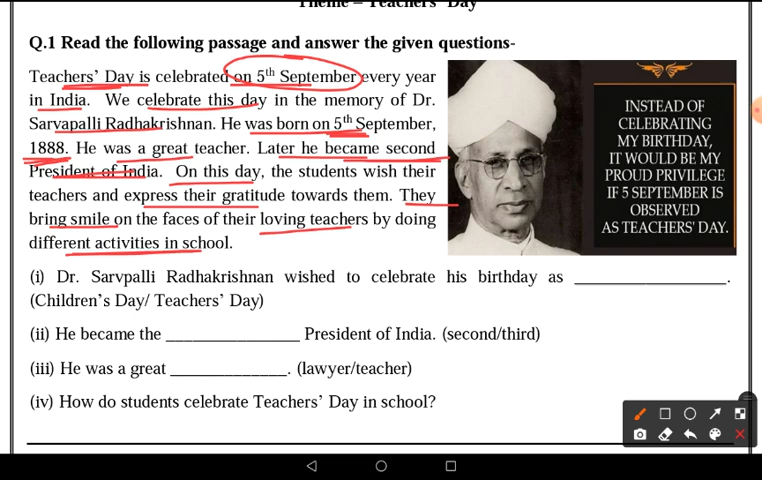 Theme – Teachers' Day
Q.1 Read the following passage and answer the given questions-
Teachers' Day is celebrated on 5th September every year
in India. We celebrate this day in the memory of Dr.
Sarvapalli Radhakrishnan. He was born on 5th September,
1888. He was a great teacher. Later he became second
President of India. On this day, the students wish their
teachers and express their gratitude towards them. They
bring smile on the faces of their loving teachers by doing
different activities in school.
INSTEAD OF
CELEBRATING
MY BIRTHDAY,
IT WOULD BE MY
PROUD PRIVILEGE
IF 5 SEPTEMBER IS
OBSERVED
AS TEACHERS' DAY.
(i) Dr. Sarvpalli Radhakrishnan wished to celebrate his birthday as _________________.
(Children's Day/ Teachers' Day)
(ii) He became the _______________ President of India. (second/third)
(iii) He was a great _____________. (lawyer/teacher)
(iv) How do students celebrate Teachers' Day in school?